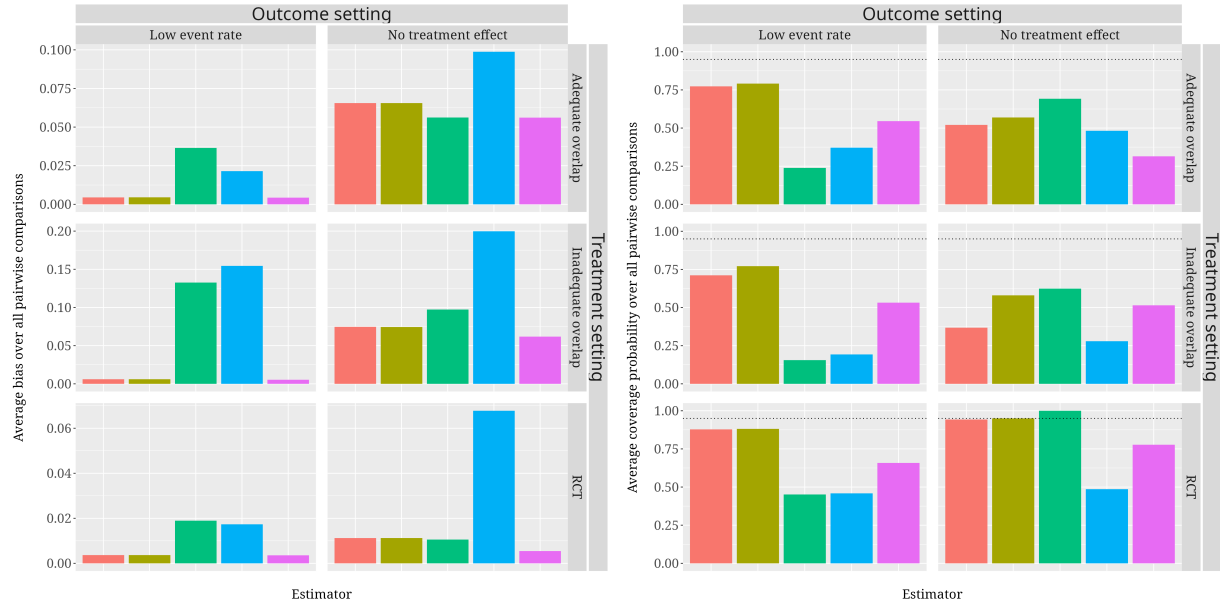 Outcome setting
Low event rate
No treatment effect
Average bias over all pairwise comparisons
0.100
0.075
0.050
0.025
0.000
Adequate overlap
0.20
0.15
0.10
0.05
0.00
Inadequate overlap
Treatment setting
0.06
0.04
0.02
0.00
RCT
Estimator
Outcome setting
Low event rate
No treatment effect
Average coverage probability over all pairwise comparisons
1.00
0.75
0.50
0.25
0.00
Adequate overlap
1.00
0.75
0.50
0.25
0.00
Inadequate overlap
Treatment setting
1.00
0.75
0.50
0.25
0.00
RCT
Estimator